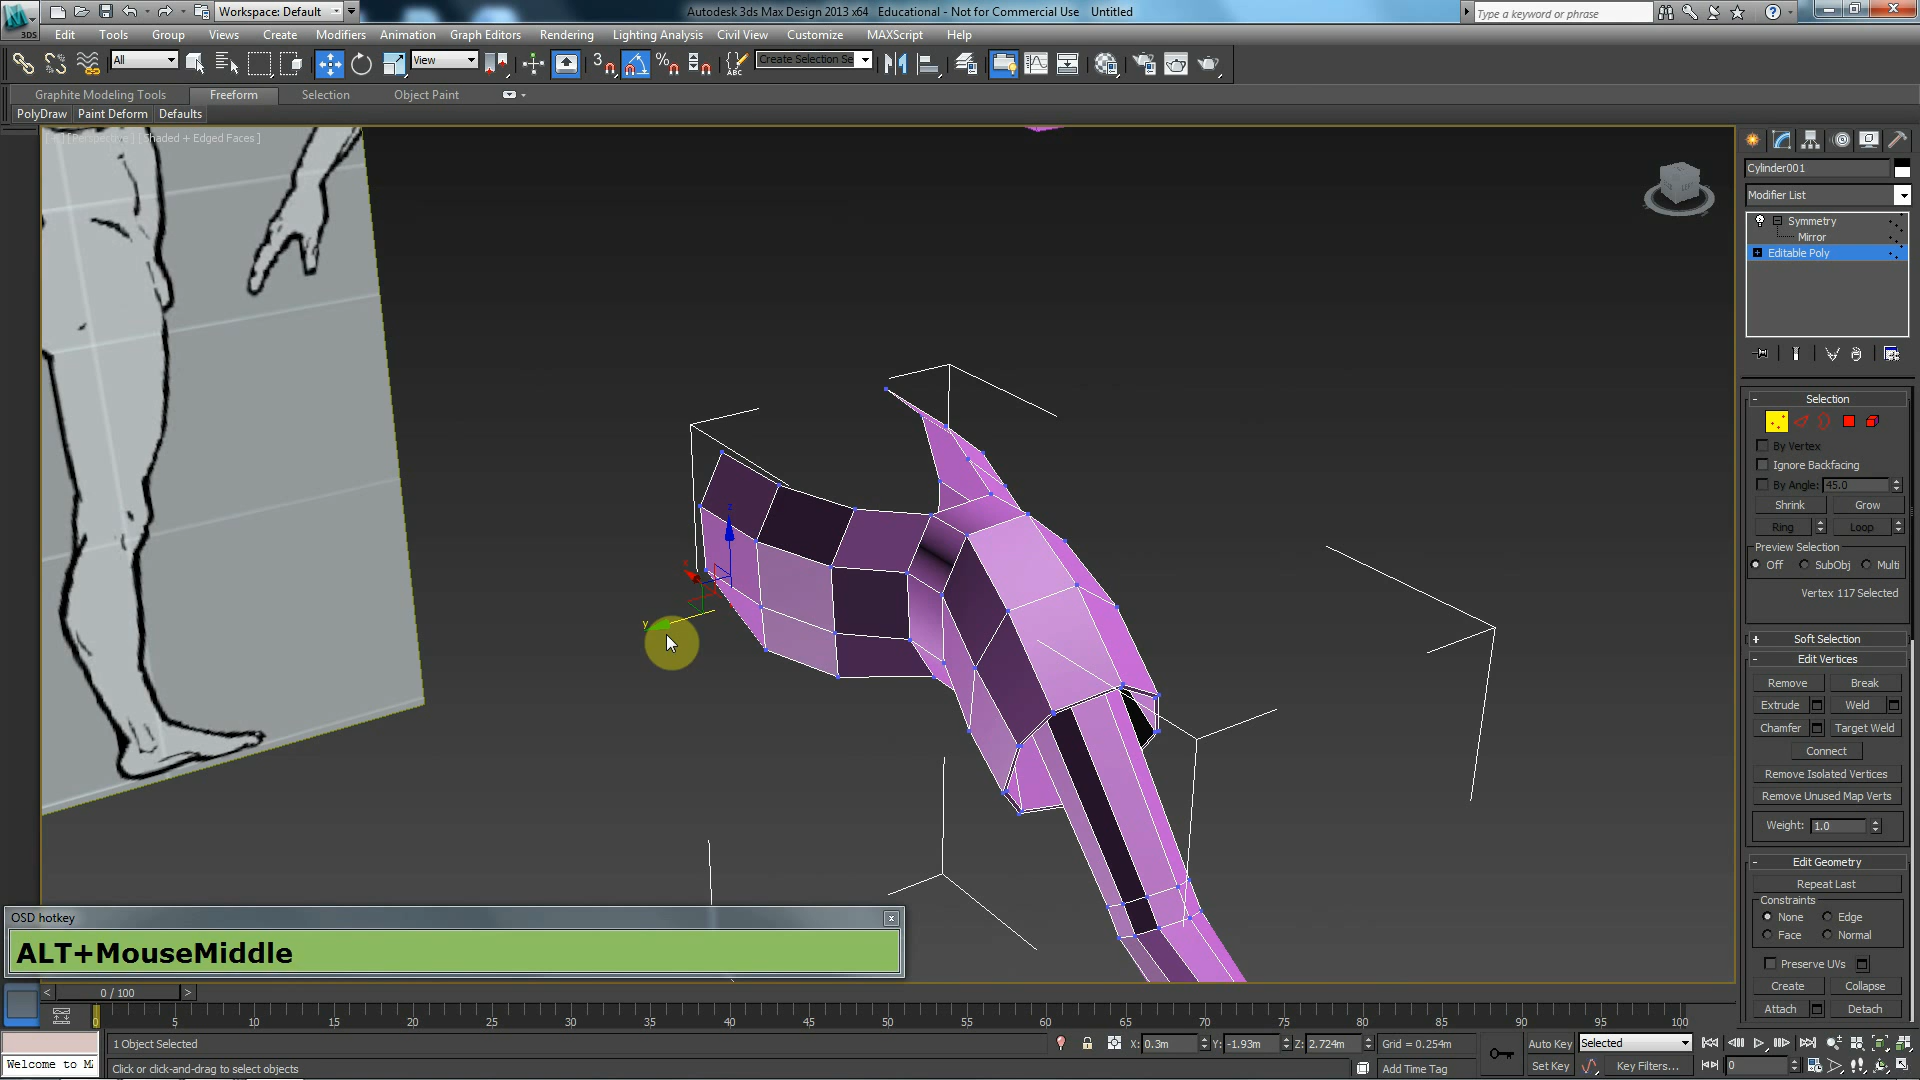 Workspace: Default
Autodesk 3ds Max Design 2013 x64 Educational - Not for Commercial Use Untitled
Type a keyword or phrase
3DS
Edit Tools Group Views Create Modifiers Animation Graph Editors Rendering Lighting Analysis Civil View Customize MAXScript Help
All View 3 Create Selection Se
Graphite Modeling Tools Freeform Selection Object Paint
PolyDraw Paint Deform Defaults
[Perspective] [Shaded + Edged Faces]
Cylinder001
Modifier List
Symmetry
Mirror
Editable Poly
Selection
By Vertex
Ignore Backfacing
By Angle: 45.0
Shrink Grow
Ring Loop
Preview Selection
Off SubObj Multi
Vertex 117 Selected
Soft Selection
Edit Vertices
Remove Break
Extrude Weld
Chamfer Target Weld
Connect
Remove Isolated Vertices
Remove Unused Map Verts
Weight: 1.0
Edit Geometry
Repeat Last
Constraints
None Edge
Face Normal
Preserve UVs
Create Collapse
Attach Detach
z
x
y
OSD hotkey
ALT+MouseMiddle
0 / 100
0 5 10 15 20 25 30 35 40 45 50 55 60 65 70 75 80 85 90 95 100
1 Object Selected X: 0.3m Y: -1.93m Z: 2.724m Grid = 0.254m Auto Key Selected
Welcome to M Click or click-and-drag to select objects Add Time Tag Set Key Key Filters... 0